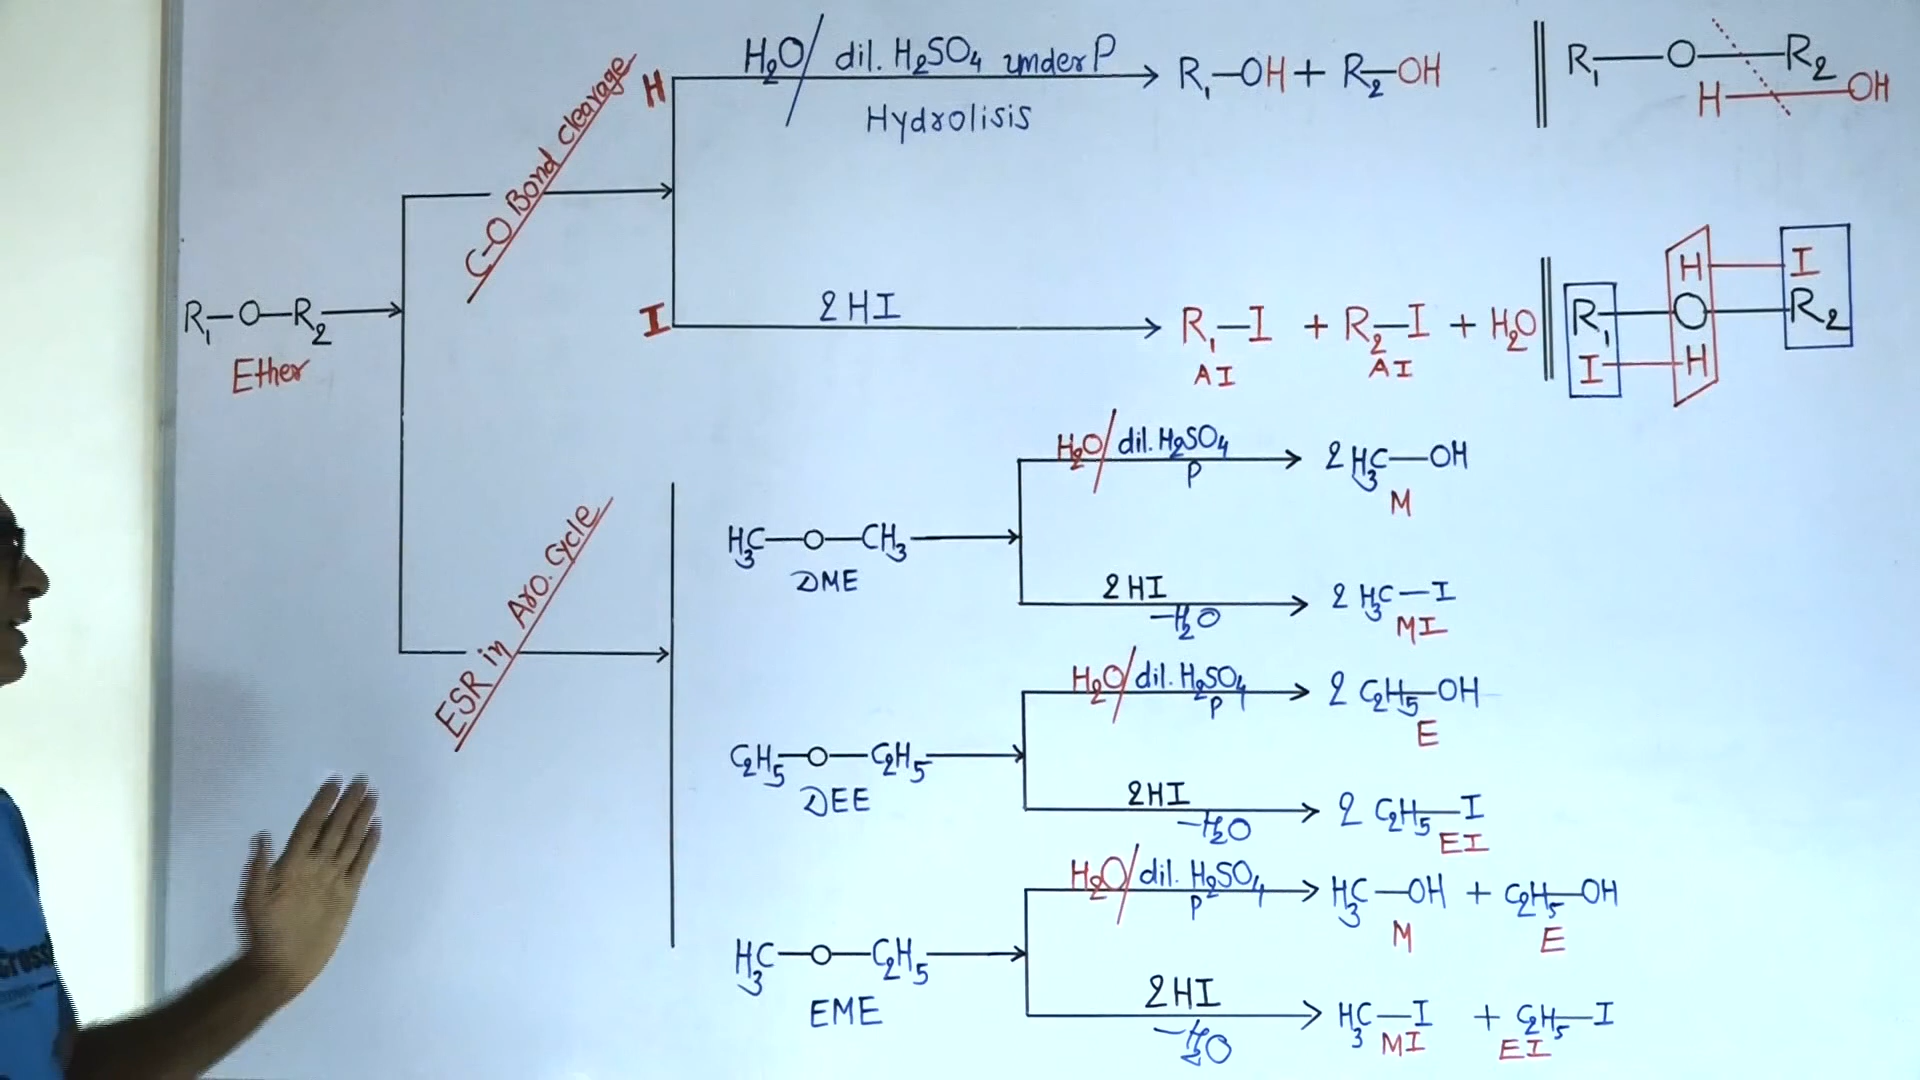 H₂O/ dil. H₂SO₄ under P
Hydrolisis
R₁—OH + R₂—OH
R₁—O—R₂
H—OH
H
C-O Bond Cleavage
R₁—O—R₂
Ether
I
2HI
R₁—I + R₂—I + H₂O
AI AI
H—I
R₁—O—R₂
I—H
ESR in Aro. Cycle
H₃C—O—CH₃
DME
H₂O/dil. H₂SO₄
P
2 H₃C—OH
M
2HI
-H₂O
2 H₃C—I
MI
C₂H₅—O—C₂H₅
DEE
H₂O/dil. H₂SO₄
P
2 C₂H₅—OH
E
2HI
-H₂O
2 C₂H₅—I
EI
H₃C—O—C₂H₅
EME
H₂O/dil. H₂SO₄
P
H₃C—OH + C₂H₅—OH
M E
2HI
-H₂O
H₃C—I + C₂H₅—I
MI EI